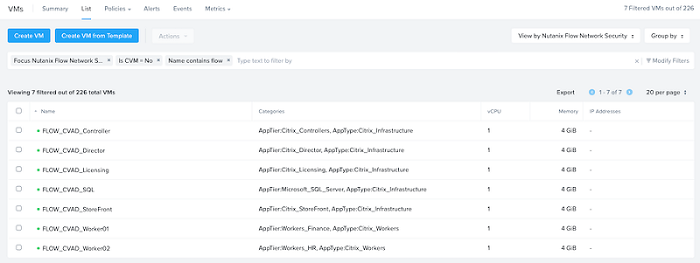 VMs Summary List Policies Alerts Events Metrics 7 Filtered VMs out of 226
Create VM Create VM from Template Actions View by Nutanix Flow Network Security Group by
Focus Nutanix Flow Network S... × Is CVM = No × Name contains flow × Type text to filter by × Modify Filters
Viewing 7 filtered out of 226 total VMs Export 1 - 7 of 7 20 per page
Name Categories vCPU Memory IP Addresses
FLOW_CVAD_Controller AppTier:Citrix_Controllers, AppType:Citrix_Infrastructure 1 4 GiB -
FLOW_CVAD_Director AppTier:Citrix_Director, AppType:Citrix_Infrastructure 1 4 GiB -
FLOW_CVAD_Licensing AppTier:Citrix_Licensing, AppType:Citrix_Infrastructure 1 4 GiB -
FLOW_CVAD_SQL AppTier:Microsoft_SQL_Server, AppType:Citrix_Infrastructure 1 4 GiB -
FLOW_CVAD_StoreFront AppTier:Citrix_StoreFront, AppType:Citrix_Infrastructure 1 4 GiB -
FLOW_CVAD_Worker01 AppTier:Workers_Finance, AppType:Citrix_Workers 1 4 GiB -
FLOW_CVAD_Worker02 AppTier:Workers_HR, AppType:Citrix_Workers 1 4 GiB -